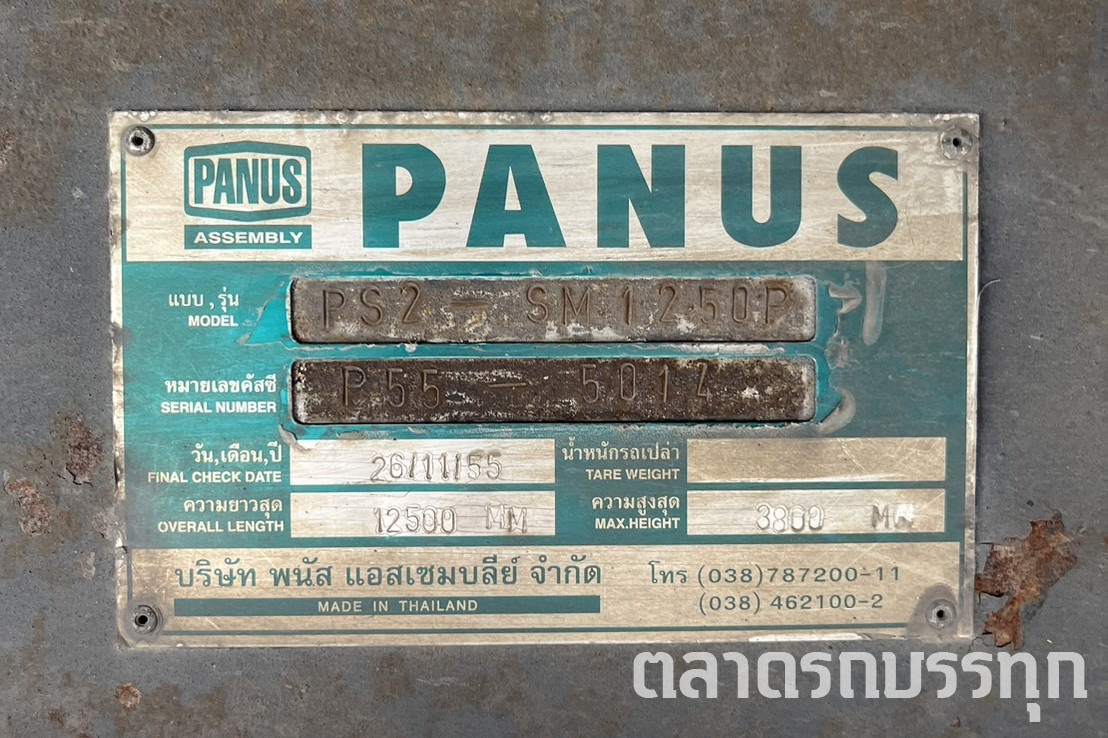 PANUS
ASSEMBLY
PANUS
แบบ , รุ่น
MODEL
PS2 - SM1250P
หมายเลขคัสซี
SERIAL NUMBER
P55 - 5014
วัน,เดือน,ปี
FINAL CHECK DATE
26/11/55
น้ำหนักรถเปล่า
TARE WEIGHT
ความยาวสุด
OVERALL LENGTH
12500 MM
ความสูงสุด
MAX.HEIGHT
3800 MM
บริษัท พนัส แอสเซมบลีย์ จำกัด
MADE IN THAILAND
โทร (038)787200-11
(038) 462100-2
ตลาดรถบรรทุก